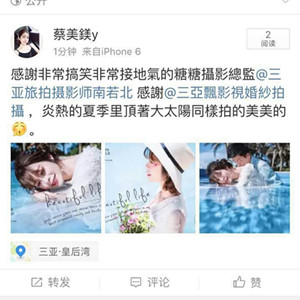 公开
蔡美鎂y
1分钟 来自iPhone 6
2
阅读
感謝非常搞笑非常接地氣的糖糖攝影總監@三
亚旅拍摄影师南若北 感謝@三亞飄影視婚紗拍
攝 ，炎熱的夏季里頂著大太陽同樣拍的美美的
。
beautiful life
beautiful
三亚·皇后湾
转发
评论
赞